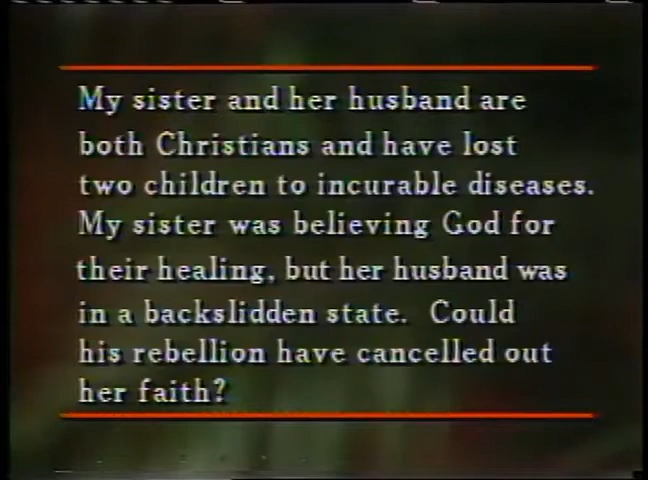 My sister and her husband are
both Christians and have lost
two children to incurable diseases.
My sister was believing God for
their healing, but her husband was
in a backslidden state.  Could
his rebellion have cancelled out
her faith?